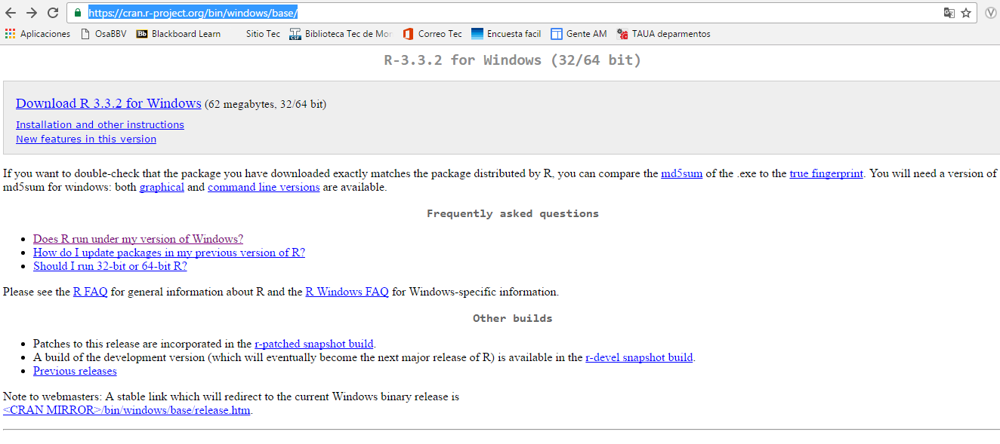 https://cran.r-project.org/bin/windows/base/
Aplicaciones OsaBBV Bb Blackboard Learn Sitio Tec Biblioteca Tec de Mor Correo Tec Encuesta facil Gente AM TAUA deparmentos
R-3.3.2 for Windows (32/64 bit)
Download R 3.3.2 for Windows (62 megabytes, 32/64 bit)
Installation and other instructions
New features in this version
If you want to double-check that the package you have downloaded exactly matches the package distributed by R, you can compare the md5sum of the .exe to the true fingerprint. You will need a version of
md5sum for windows: both graphical and command line versions are available.
Frequently asked questions
• Does R run under my version of Windows?
• How do I update packages in my previous version of R?
• Should I run 32-bit or 64-bit R?
Please see the R FAQ for general information about R and the R Windows FAQ for Windows-specific information.
Other builds
• Patches to this release are incorporated in the r-patched snapshot build.
• A build of the development version (which will eventually become the next major release of R) is available in the r-devel snapshot build.
• Previous releases
Note to webmasters: A stable link which will redirect to the current Windows binary release is
<CRAN MIRROR>/bin/windows/base/release.htm.